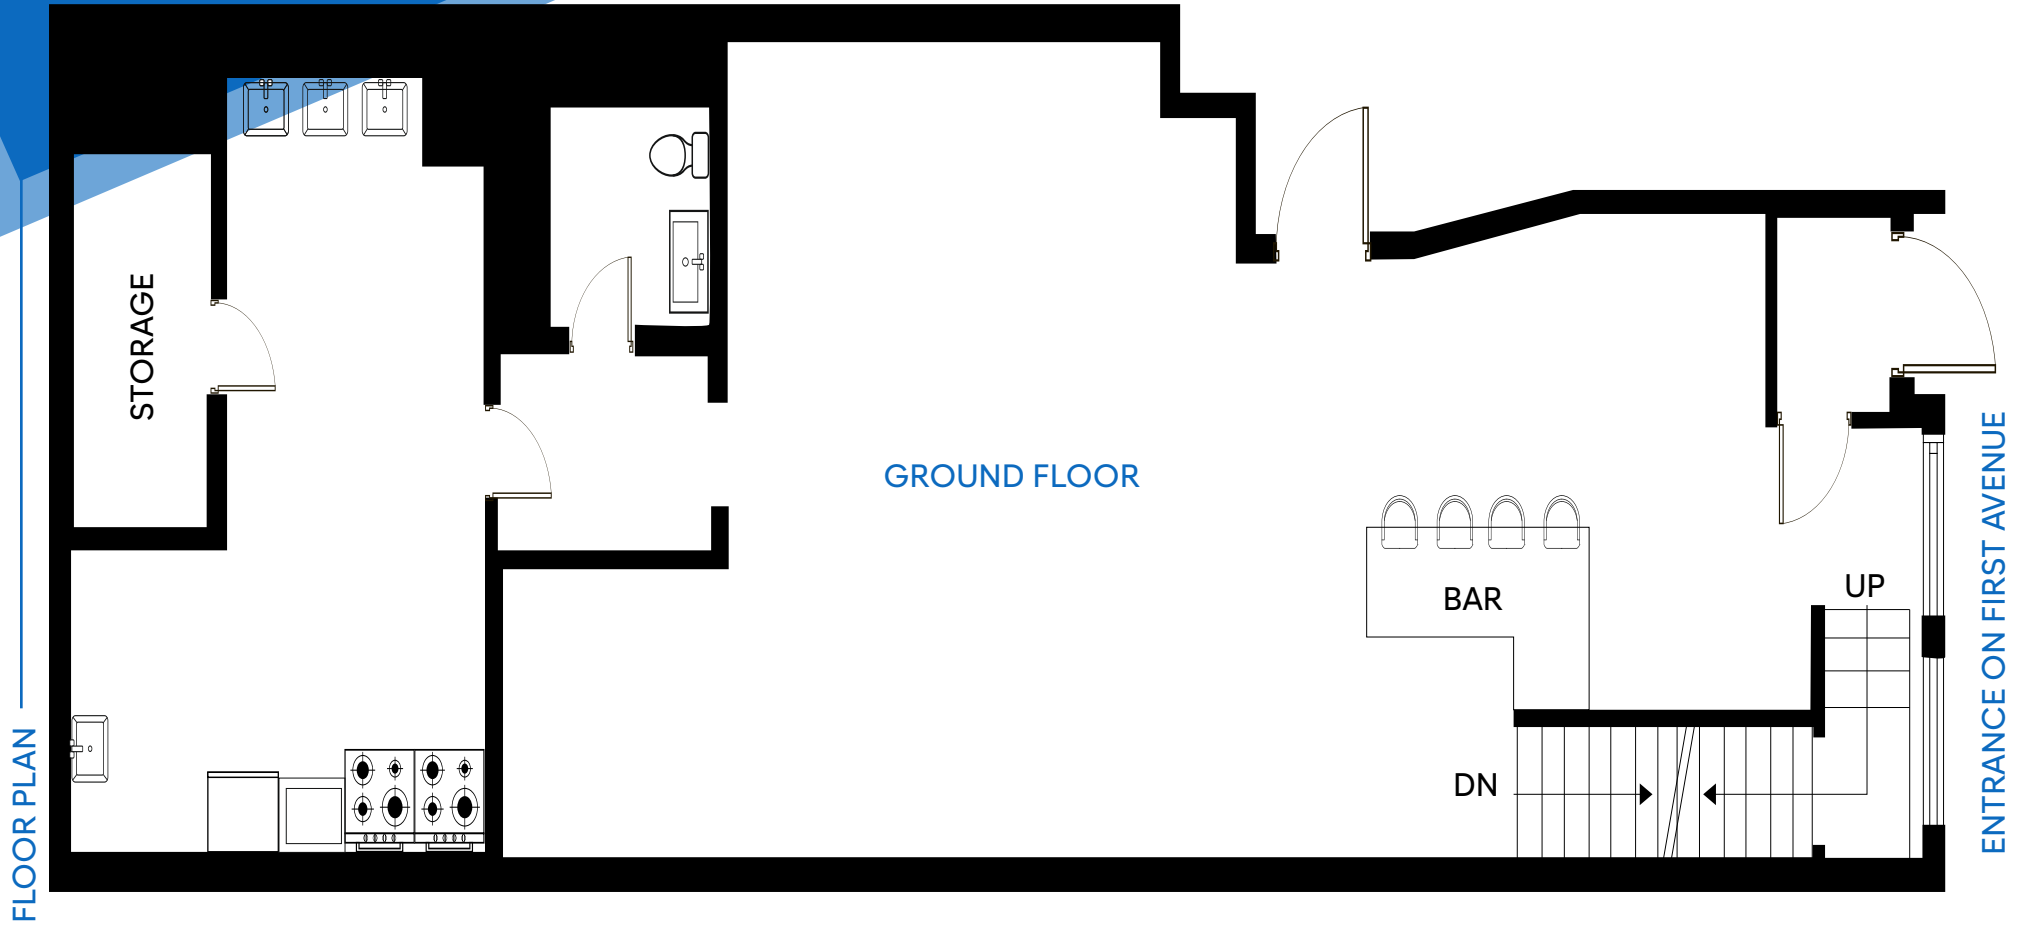 STORAGE
GROUND FLOOR
BAR
UP
DN
FLOOR PLAN
ENTRANCE ON FIRST AVENUE